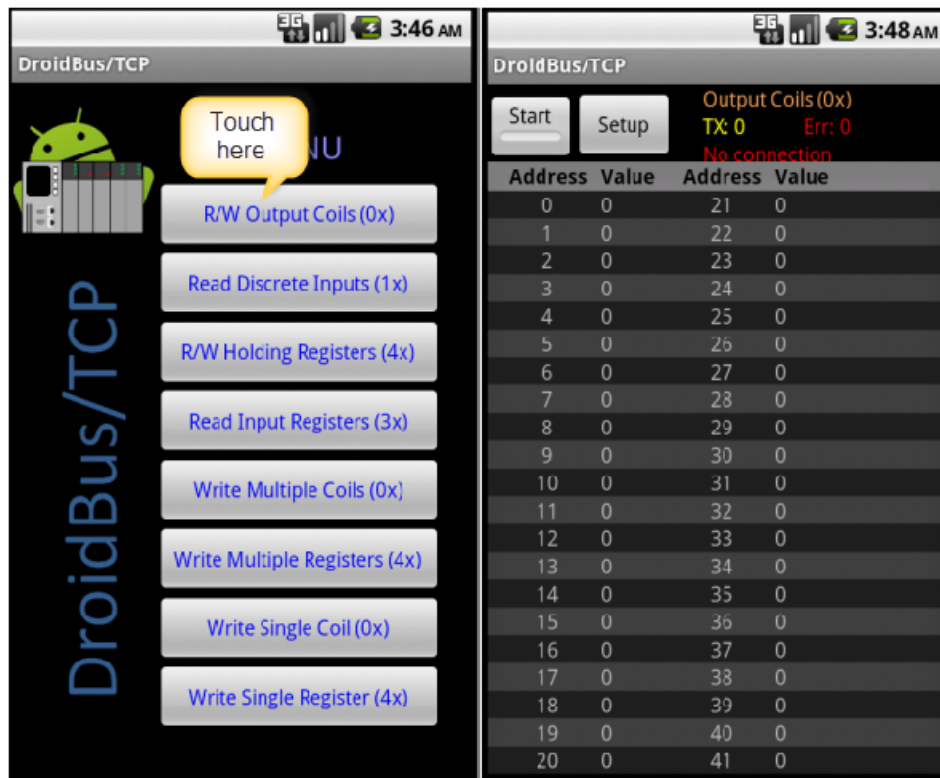 3G 3:46 AM
DroidBus/TCP
Touch
here
NU
R/W Output Coils (0x)
Read Discrete Inputs (1x)
R/W Holding Registers (4x)
Read Input Registers (3x)
Write Multiple Coils (0x)
Write Multiple Registers (4x)
Write Single Coil (0x)
Write Single Register (4x)
DroidBus/TCP
3G 3:48 AM
DroidBus/TCP
Start
Setup
Output Coils (0x)
TX: 0 Err: 0
No connection
Address Value Address Value
0 0 21 0
1 0 22 0
2 0 23 0
3 0 24 0
4 0 25 0
5 0 26 0
6 0 27 0
7 0 28 0
8 0 29 0
9 0 30 0
10 0 31 0
11 0 32 0
12 0 33 0
13 0 34 0
14 0 35 0
15 0 36 0
16 0 37 0
17 0 38 0
18 0 39 0
19 0 40 0
20 0 41 0